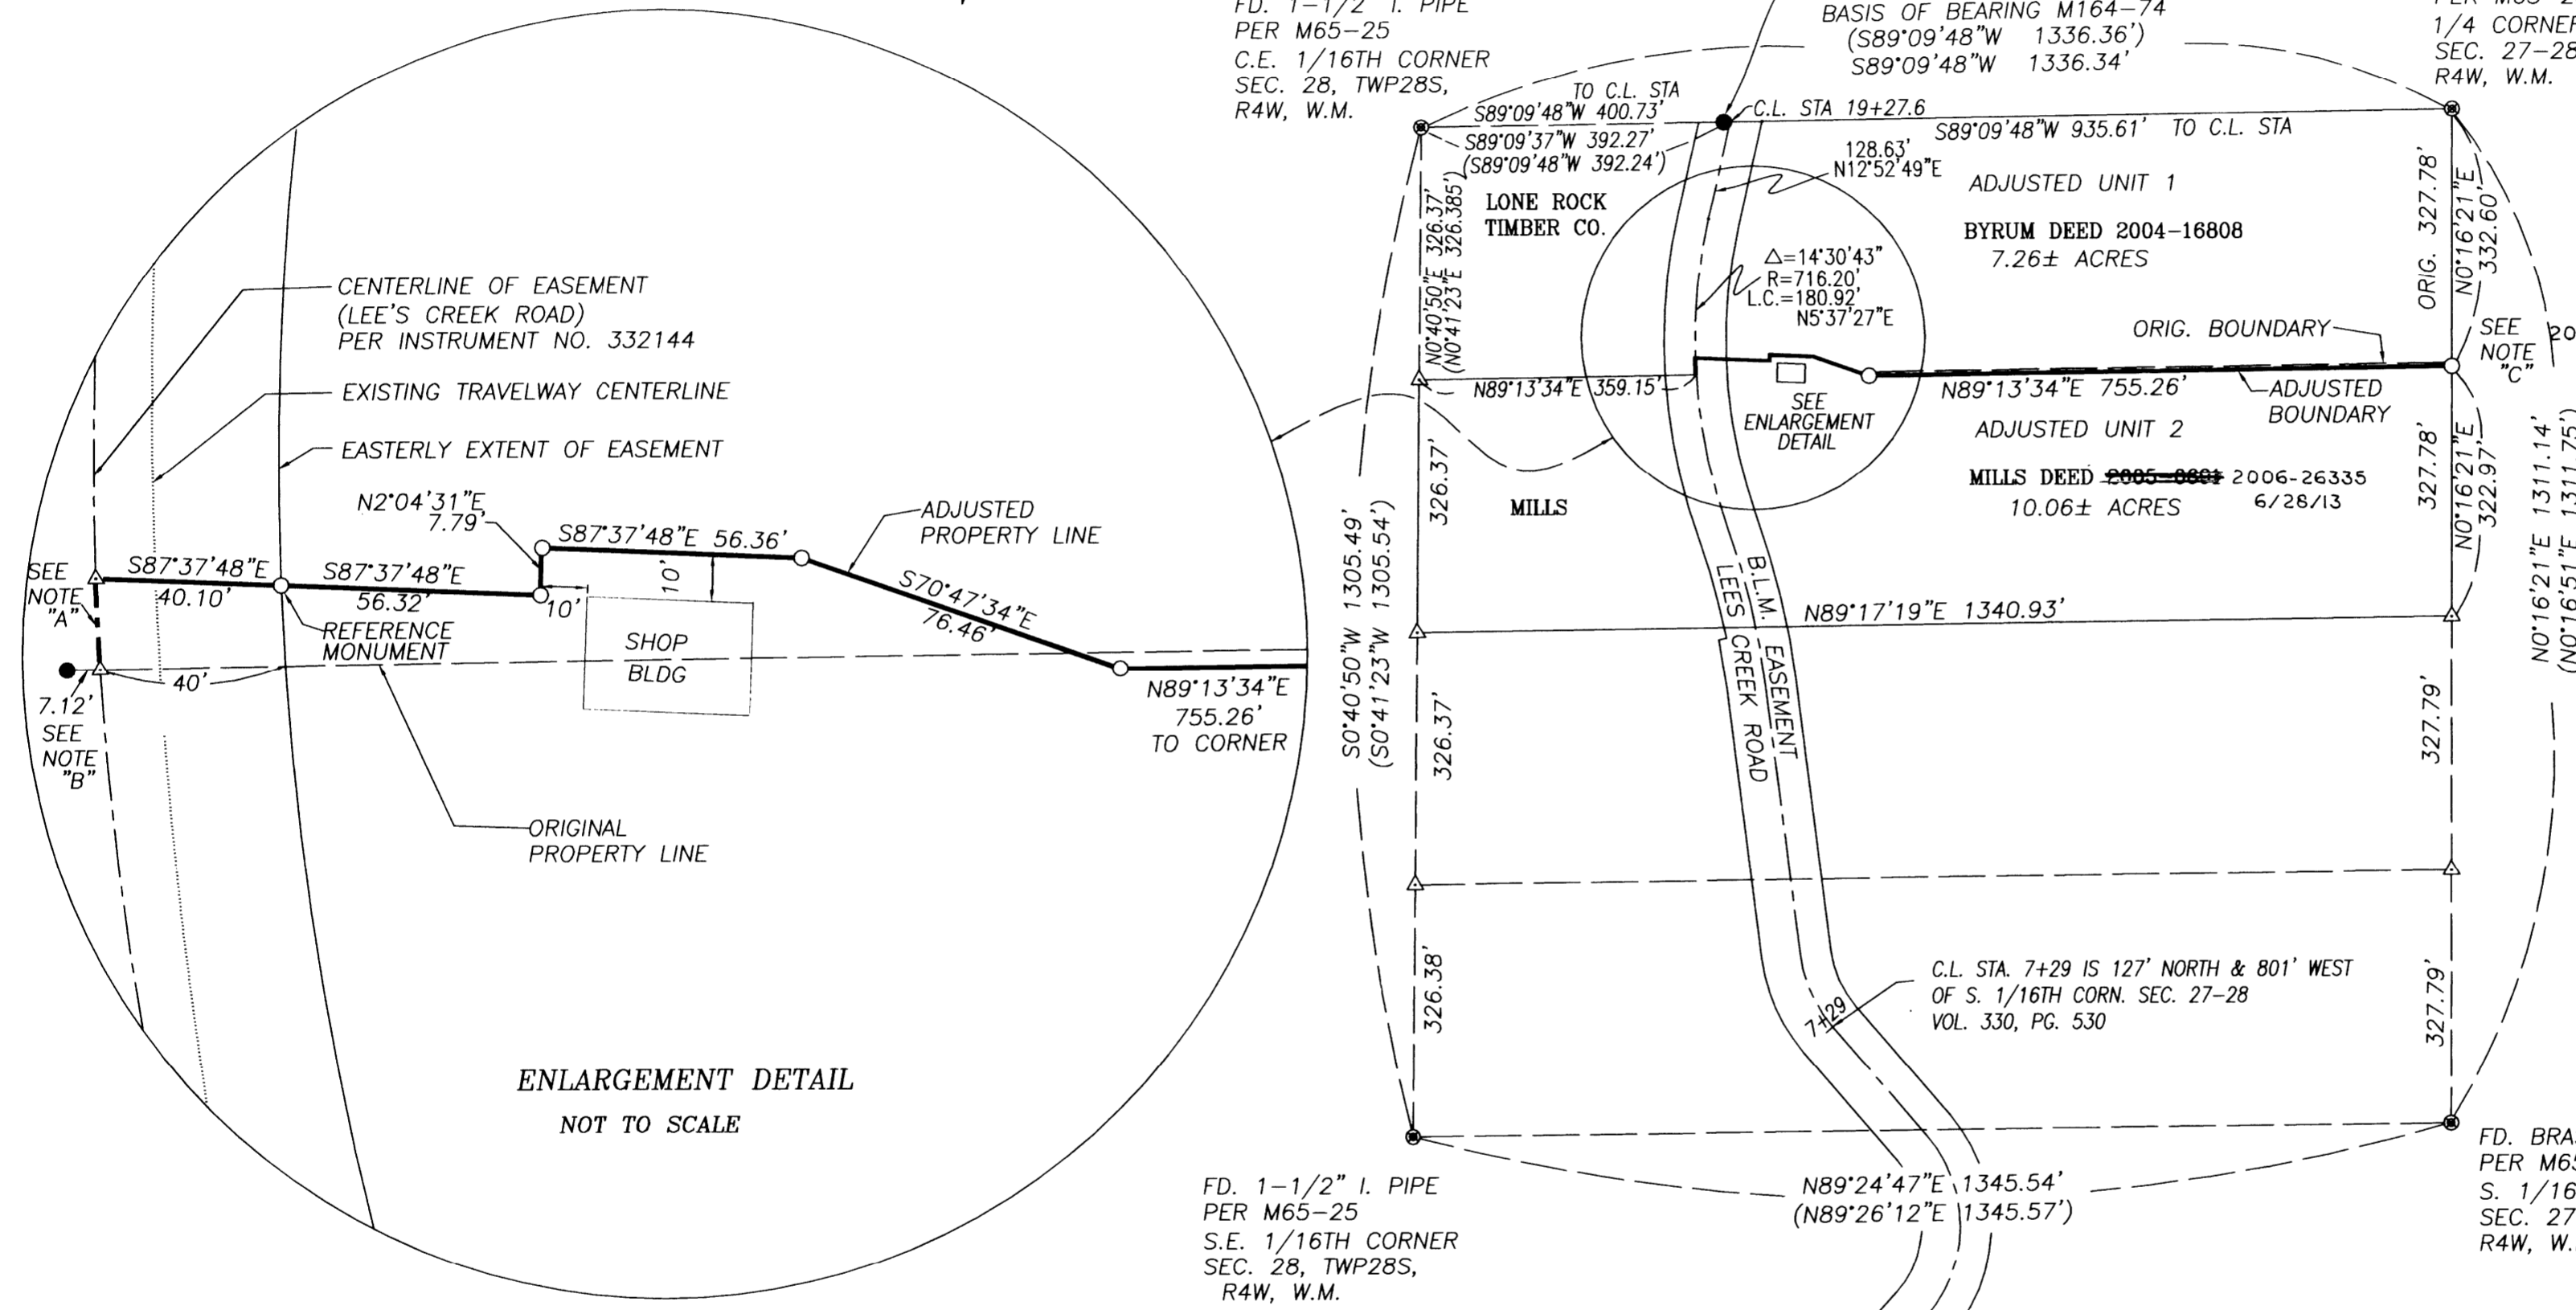 CENTERLINE OF EASEMENT
(LEE'S CREEK ROAD)
PER INSTRUMENT NO. 332144
EXISTING TRAVELWAY CENTERLINE
EASTERLY EXTENT OF EASEMENT
N2°04'31"E
7.79'
S87°37'48"E 56.36'
ADJUSTED
PROPERTY LINE
SEE
NOTE
"A"
S87°37'48"E
40.10'
S87°37'48"E
56.32'
10'
10'
S70°47'34"E
76.46'
REFERENCE
MONUMENT
SHOP
BLDG
40'
7.12'
SEE
NOTE
"B"
N89°13'34"E
755.26'
TO CORNER
ORIGINAL
PROPERTY LINE
ENLARGEMENT DETAIL
NOT TO SCALE
FD. 1-1/2" I. PIPE
PER M65-25
C.E. 1/16TH CORNER
SEC. 28, TWP28S,
R4W, W.M.
BASIS OF BEARING M164-74
(S89°09'48"W 1336.36')
S89°09'48"W 1336.34'
1/4 CORNER
SEC. 27-28
R4W, W.M.
TO C.L. STA
S89°09'48"W 400.73'
S89°09'37"W 392.27'
(S89°09'48"W 392.24')
C.L. STA 19+27.6
S89°09'48"W 935.61' TO C.L. STA
128.63'
N12°52'49"E
ADJUSTED UNIT 1
BYRUM DEED 2004-16808
7.26± ACRES
LONE ROCK
TIMBER CO.
N0°40'50"E 326.37'
(N0°41'23"E 326.385')
△=14°30'43"
R=716.20'
L.C.=180.92'
N5°37'27"E
ORIG. 327.78'
N0°16'21"E
332.60'
ORIG. BOUNDARY
SEE
NOTE
"C"
20
N89°13'34"E 359.15'
SEE
ENLARGEMENT
DETAIL
N89°13'34"E 755.26'
ADJUSTED
BOUNDARY
ADJUSTED UNIT 2
MILLS DEED 2006-26335
6/28/13
10.06± ACRES
MILLS
326.37'
327.78'
N0°16'21"E
322.97'
N0°16'21"E 1311.14'
(N0°16'51"E 1311.75')
S0°40'50"W 1305.49'
(S0°41'23"W 1305.54')
B.L.M. EASEMENT
LEES CREEK ROAD
N89°17'19"E 1340.93'
326.37'
327.79'
326.38'
327.79'
C.L. STA. 7+29 IS 127' NORTH & 801' WEST
OF S. 1/16TH CORN. SEC. 27-28
VOL. 330, PG. 530
7+29
N89°24'47"E 1345.54'
(N89°26'12"E 1345.57')
FD. 1-1/2" I. PIPE
PER M65-25
S.E. 1/16TH CORNER
SEC. 28, TWP28S,
R4W, W.M.
FD. BRA
PER M65
S. 1/16
SEC. 27
R4W, W.